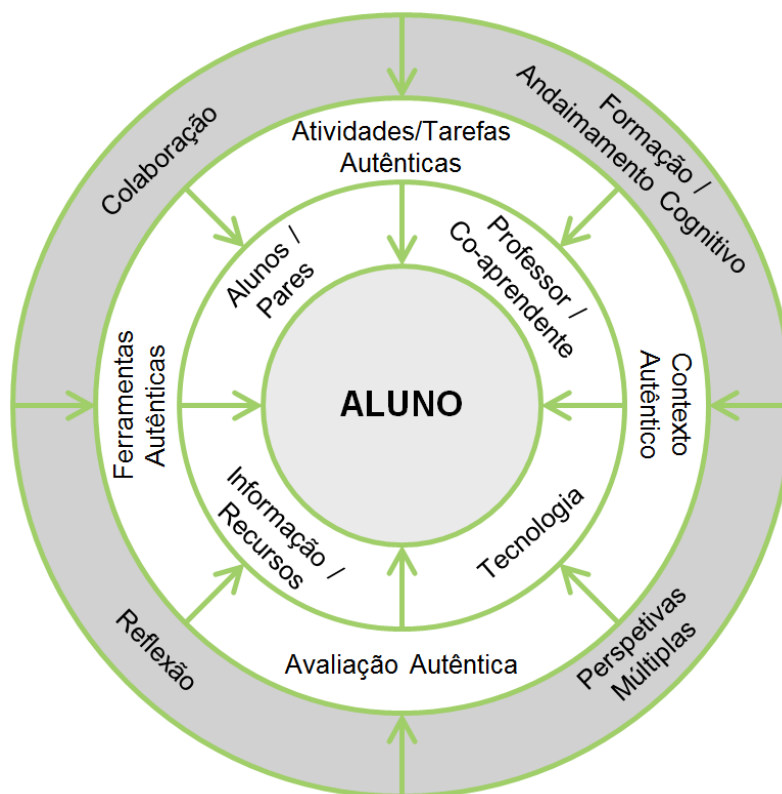 Colaboração
Formação /
Andaimamento Cognitivo
Atividades/Tarefas
Autênticas
Alunos /
Pares
Professor /
Co-aprendente
Ferramentas
Autênticas
ALUNO
Contexto
Autêntico
Informação /
Recursos
Tecnologia
Reflexão
Avaliação Autêntica
Perspetivas
Múltiplas